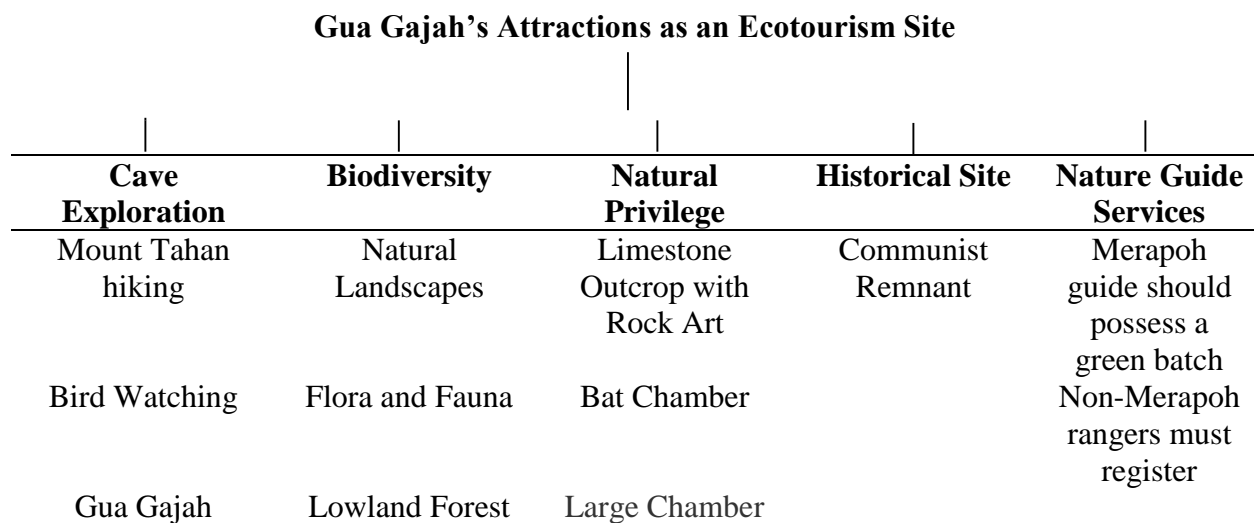 Gua Gajah’s Attractions as an Ecotourism Site
Cave Biodiversity Natural Historical Site Nature Guide
Exploration Privilege Services
Mount Tahan Natural Limestone Communist Merapoh
hiking Landscapes Outcrop with Remnant guide should
Rock Art possess a
green batch
Bird Watching Flora and Fauna Bat Chamber Non-Merapoh
rangers must
register
Gua Gajah Lowland Forest Large Chamber